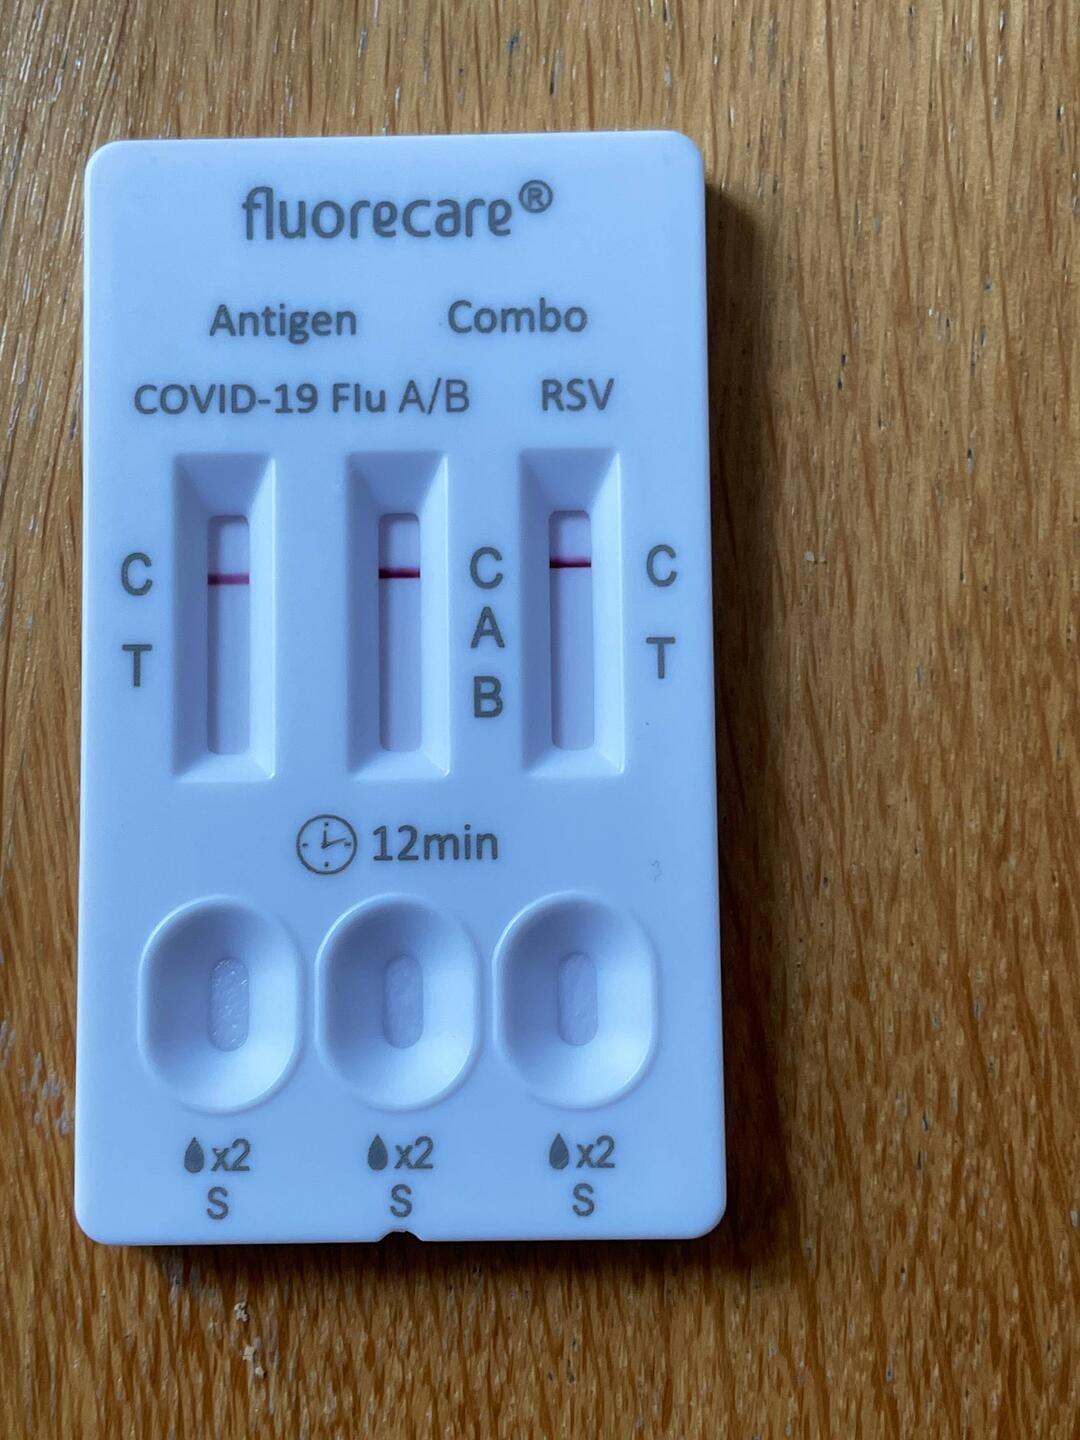 fluorecare®
Antigen Combo
COVID-19 Flu A/B RSV
C C C
T A T
B
12min
x2 x2 x2
S S S